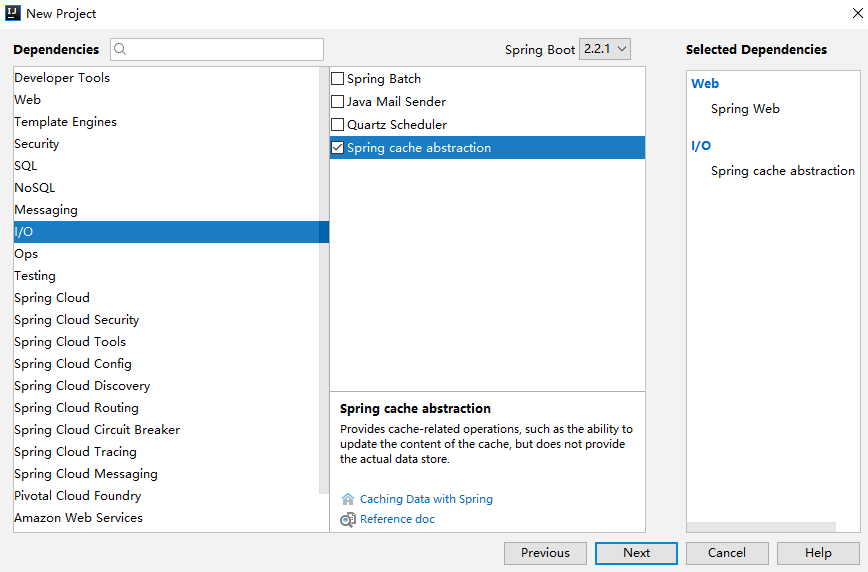 New Project
Dependencies
Spring Boot 2.2.1
Selected Dependencies
Developer Tools
Web
Template Engines
Security
SQL
NoSQL
Messaging
I/O
Ops
Testing
Spring Cloud
Spring Cloud Security
Spring Cloud Tools
Spring Cloud Config
Spring Cloud Discovery
Spring Cloud Routing
Spring Cloud Circuit Breaker
Spring Cloud Tracing
Spring Cloud Messaging
Pivotal Cloud Foundry
Amazon Web Services
Spring Batch
Java Mail Sender
Quartz Scheduler
Spring cache abstraction
Spring cache abstraction
Provides cache-related operations, such as the ability to
update the content of the cache, but does not provide
the actual data store.
Caching Data with Spring
Reference doc
Web
Spring Web
I/O
Spring cache abstraction
Previous
Next
Cancel
Help